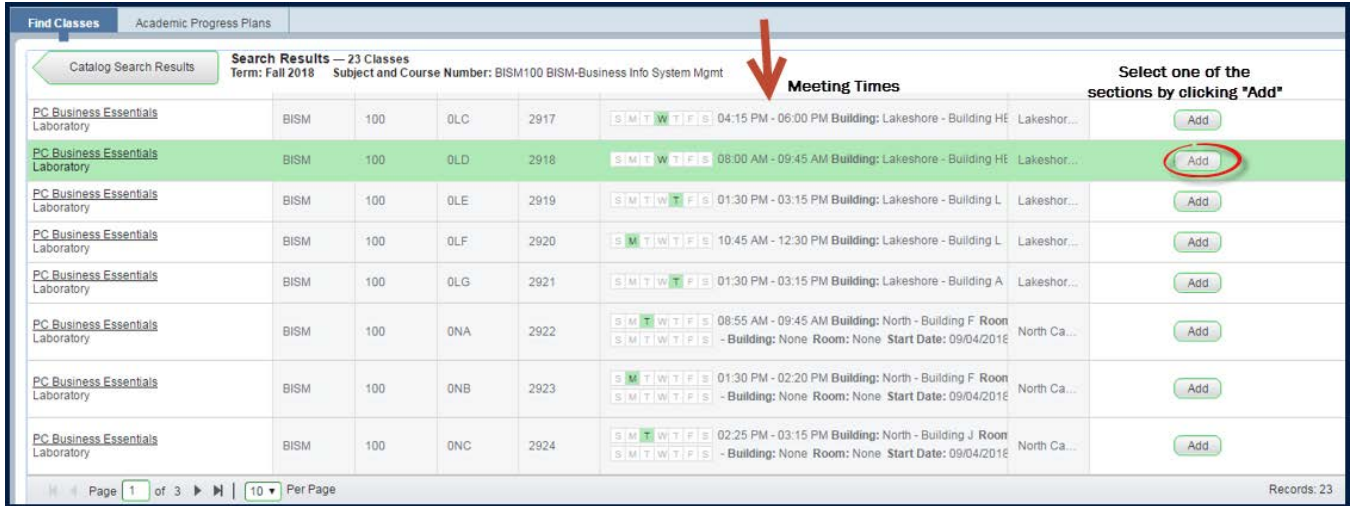 Find Classes Academic Progress Plans
Catalog Search Results
Search Results — 23 Classes
Term: Fall 2018 Subject and Course Number: BISM100 BISM-Business Info System Mgmt
Meeting Times
Select one of the
sections by clicking "Add"
PC Business Essentials
Laboratory
BISM 100 0LC 2917 S M T W T F S 04:15 PM - 06:00 PM Building: Lakeshore - Building HE Lakeshor... Add
PC Business Essentials
Laboratory
BISM 100 0LD 2918 S M T W T F S 08:00 AM - 09:45 AM Building: Lakeshore - Building HE Lakeshor... Add
PC Business Essentials
Laboratory
BISM 100 0LE 2919 S M T W T F S 01:30 PM - 03:15 PM Building: Lakeshore - Building L Lakeshor... Add
PC Business Essentials
Laboratory
BISM 100 0LF 2920 S M T W T F S 10:45 AM - 12:30 PM Building: Lakeshore - Building L Lakeshor... Add
PC Business Essentials
Laboratory
BISM 100 0LG 2921 S M T W T F S 01:30 PM - 03:15 PM Building: Lakeshore - Building A Lakeshor... Add
PC Business Essentials
Laboratory
BISM 100 0NA 2922 S M T W T F S 08:55 AM - 09:45 AM Building: North - Building F Room
S M T W T F S - Building: None Room: None Start Date: 09/04/2018 North Ca... Add
PC Business Essentials
Laboratory
BISM 100 0NB 2923 S M T W T F S 01:30 PM - 02:20 PM Building: North - Building F Room
S M T W T F S - Building: None Room: None Start Date: 09/04/2018 North Ca... Add
PC Business Essentials
Laboratory
BISM 100 0NC 2924 S M T W T F S 02:25 PM - 03:15 PM Building: North - Building J Room
S M T W T F S - Building: None Room: None Start Date: 09/04/2018 North Ca... Add
Page 1 of 3 10 Per Page Records: 23